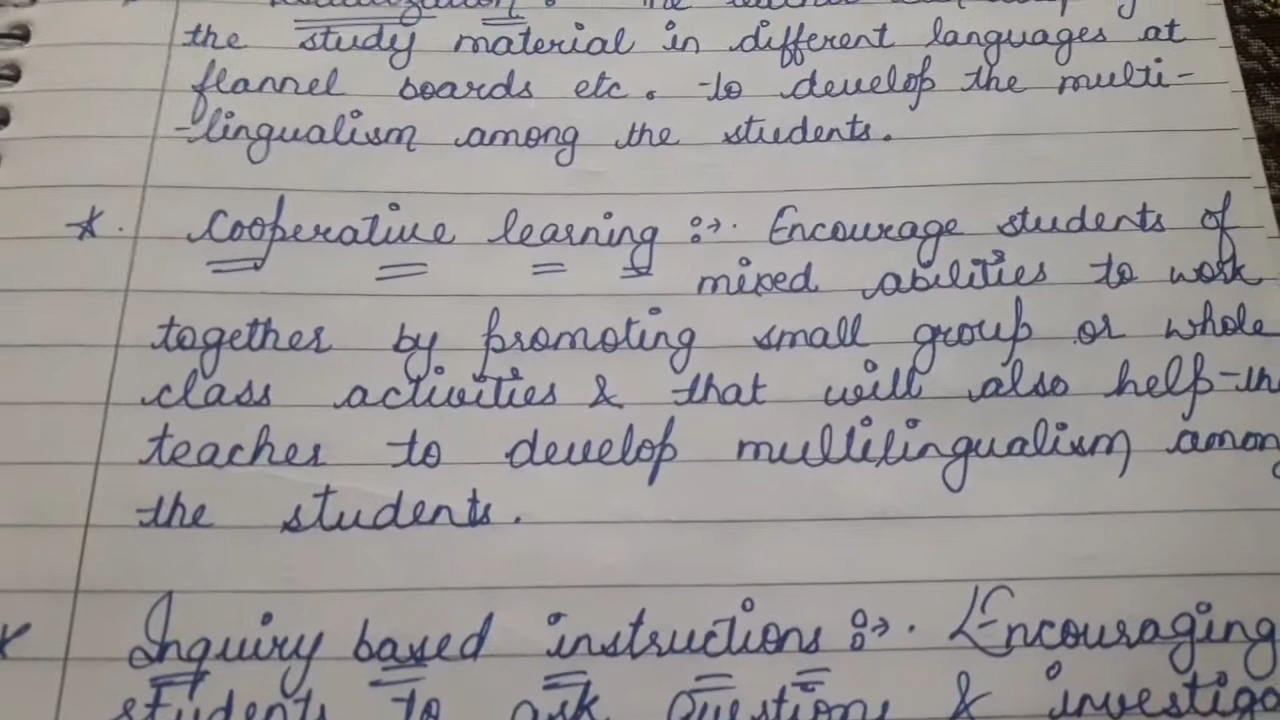 the study material in different languages at
flannel boards etc. to develop the multi-
-lingualism among the students.
*. Cooperative learning :→. Encourage students of
mixed abilities to work
together by promoting small group or whole
class activities & that will also help-in
teacher to develop multilingualism amon
the students.
Inquiry based instructions :→. Encouraging
students to ask questions & investiga